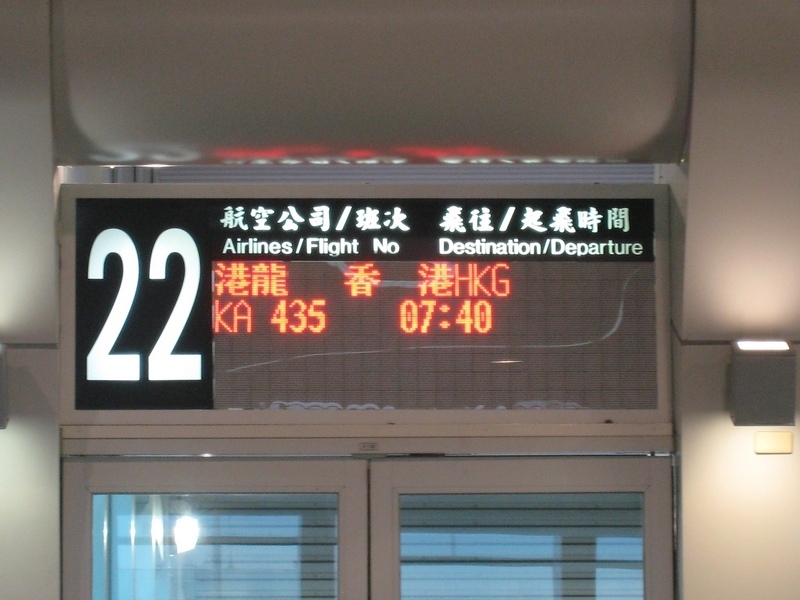 22
航空公司/班次 飛往/起飛時間
Airlines/Flight No Destination/Departure
港龍 香 港HKG
KA 435 07:40